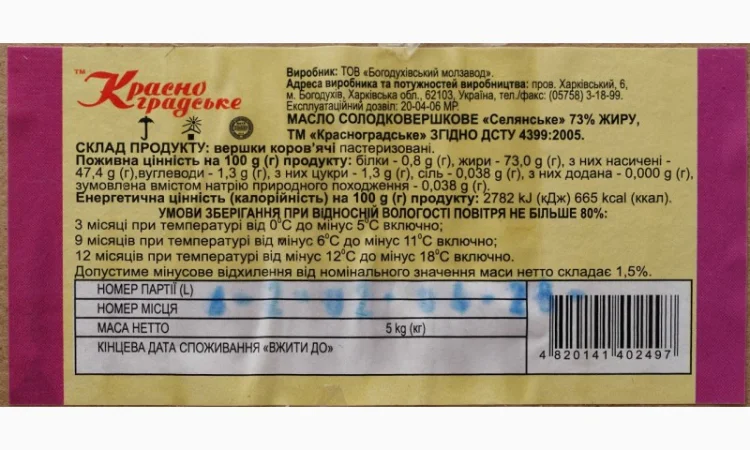 ™ Красно
градське
Виробник: ТОВ «Богодухівський молзавод».
Адреса виробника та потужностей виробництва: пров. Харківський, 6,
м. Богодухів, Харківська обл., 62103, Україна, тел./факс: (05758) 3-18-99.
Експлуатаційний дозвіл: 20-04-06 МР.
МАСЛО СОЛОДКОВЕРШКОВЕ «Селянське» 73% ЖИРУ,
ТМ «Красноградське» ЗГІДНО ДСТУ 4399:2005.
СКЛАД ПРОДУКТУ: вершки коров’ячі пастеризовані.
Поживна цінність на 100 g (г) продукту: білки - 0,8 g (г), жири - 73,0 g (г), з них насичені -
47,4 g (г),вуглеводи - 1,3 g (г), з них цукри - 1,3 g (г), сіль - 0,038 g (г), з них додана - 0,000 g (г),
зумовлена вмістом натрію природного походження - 0,038 g (г).
Енергетична цінність (калорійність) на 100 g (г) продукту: 2782 kJ (кДж) 665 kcal (ккал).
УМОВИ ЗБЕРІГАННЯ ПРИ ВІДНОСНІЙ ВОЛОГОСТІ ПОВІТРЯ НЕ БІЛЬШЕ 80%:
3 місяці при температурі від 0°С до мінус 5°С включно;
9 місяців при температурі від мінус 6°С до мінус 11°С включно;
12 місяців при температурі від мінус 12°С до мінус 18°С включно.
Допустиме мінусове відхилення від номінального значення маси нетто складає 1,5%.
НОМЕР ПАРТІЇ (L)
НОМЕР МІСЦЯ
МАСА НЕТТО 5 kg (кг)
КІНЦЕВА ДАТА СПОЖИВАННЯ «ВЖИТИ ДО»
4 820141 402497